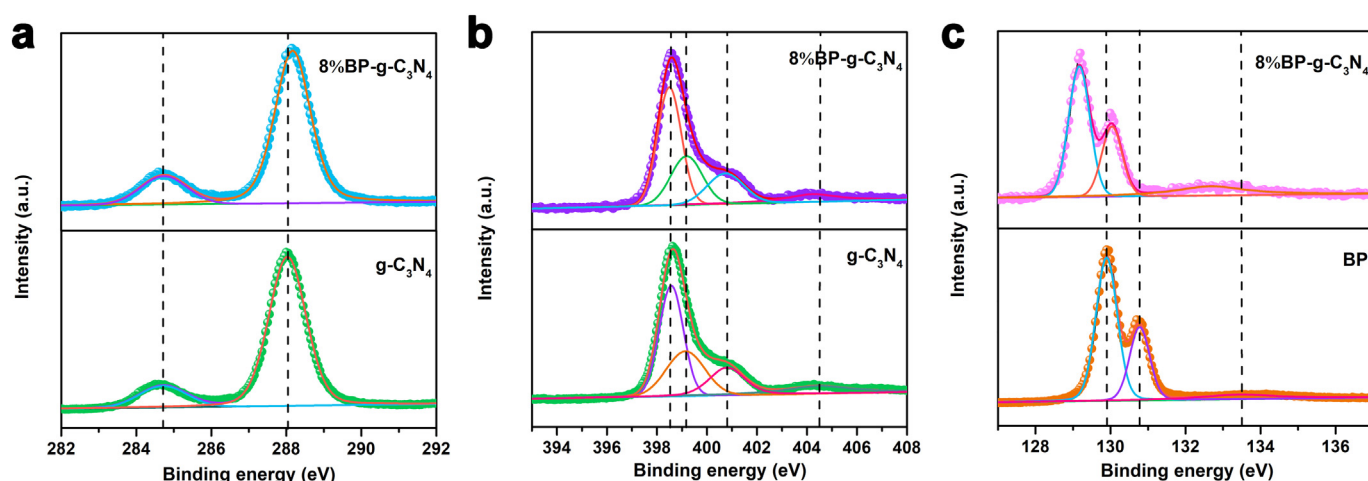 a
8%BP-g-C₃N₄
g-C₃N₄
Intensity (a.u.)
282 284 286 288 290 292
Binding energy (eV)
b
8%BP-g-C₃N₄
g-C₃N₄
Intensity (a.u.)
394 396 398 400 402 404 406 408
Binding energy (eV)
c
8%BP-g-C₃N₄
BP
Intensity (a.u.)
128 130 132 134 136
Binding energy (eV)